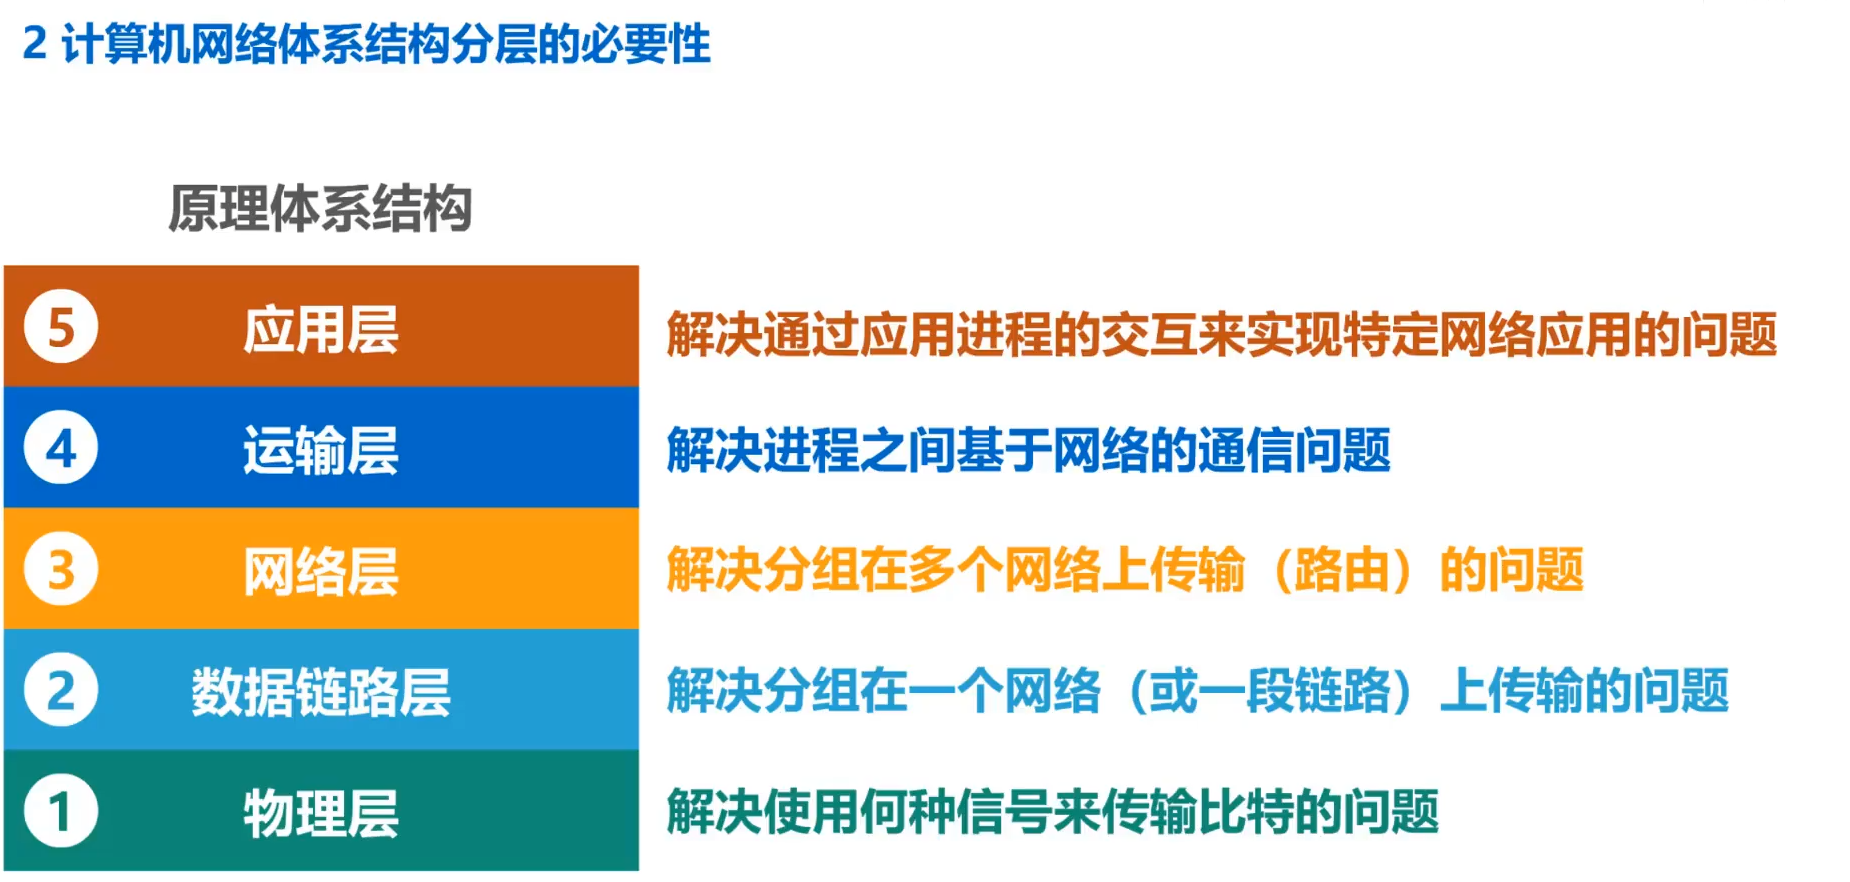 2 计算机网络体系结构分层的必要性
原理体系结构
5 应用层 解决通过应用进程的交互来实现特定网络应用的问题
4 运输层 解决进程之间基于网络的通信问题
3 网络层 解决分组在多个网络上传输（路由）的问题
2 数据链路层 解决分组在一个网络（或一段链路）上传输的问题
1 物理层 解决使用何种信号来传输比特的问题